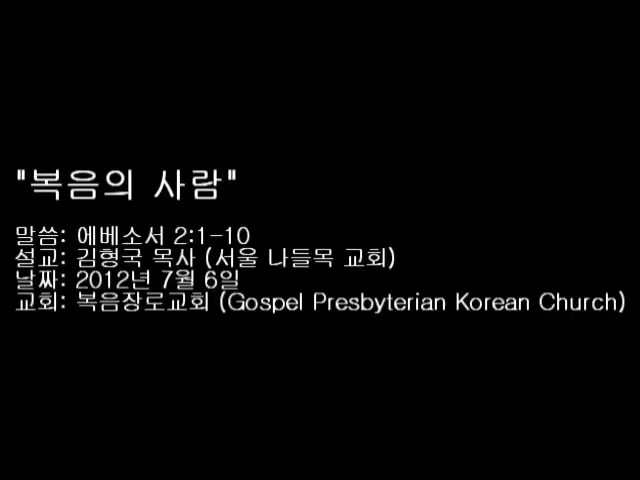 "복음의 사람"
말씀: 에베소서 2:1-10
설교: 김형국 목사 (서울 나들목 교회)
날짜: 2012년 7월 6일
교회: 복음장로교회 (Gospel Presbyterian Korean Church)